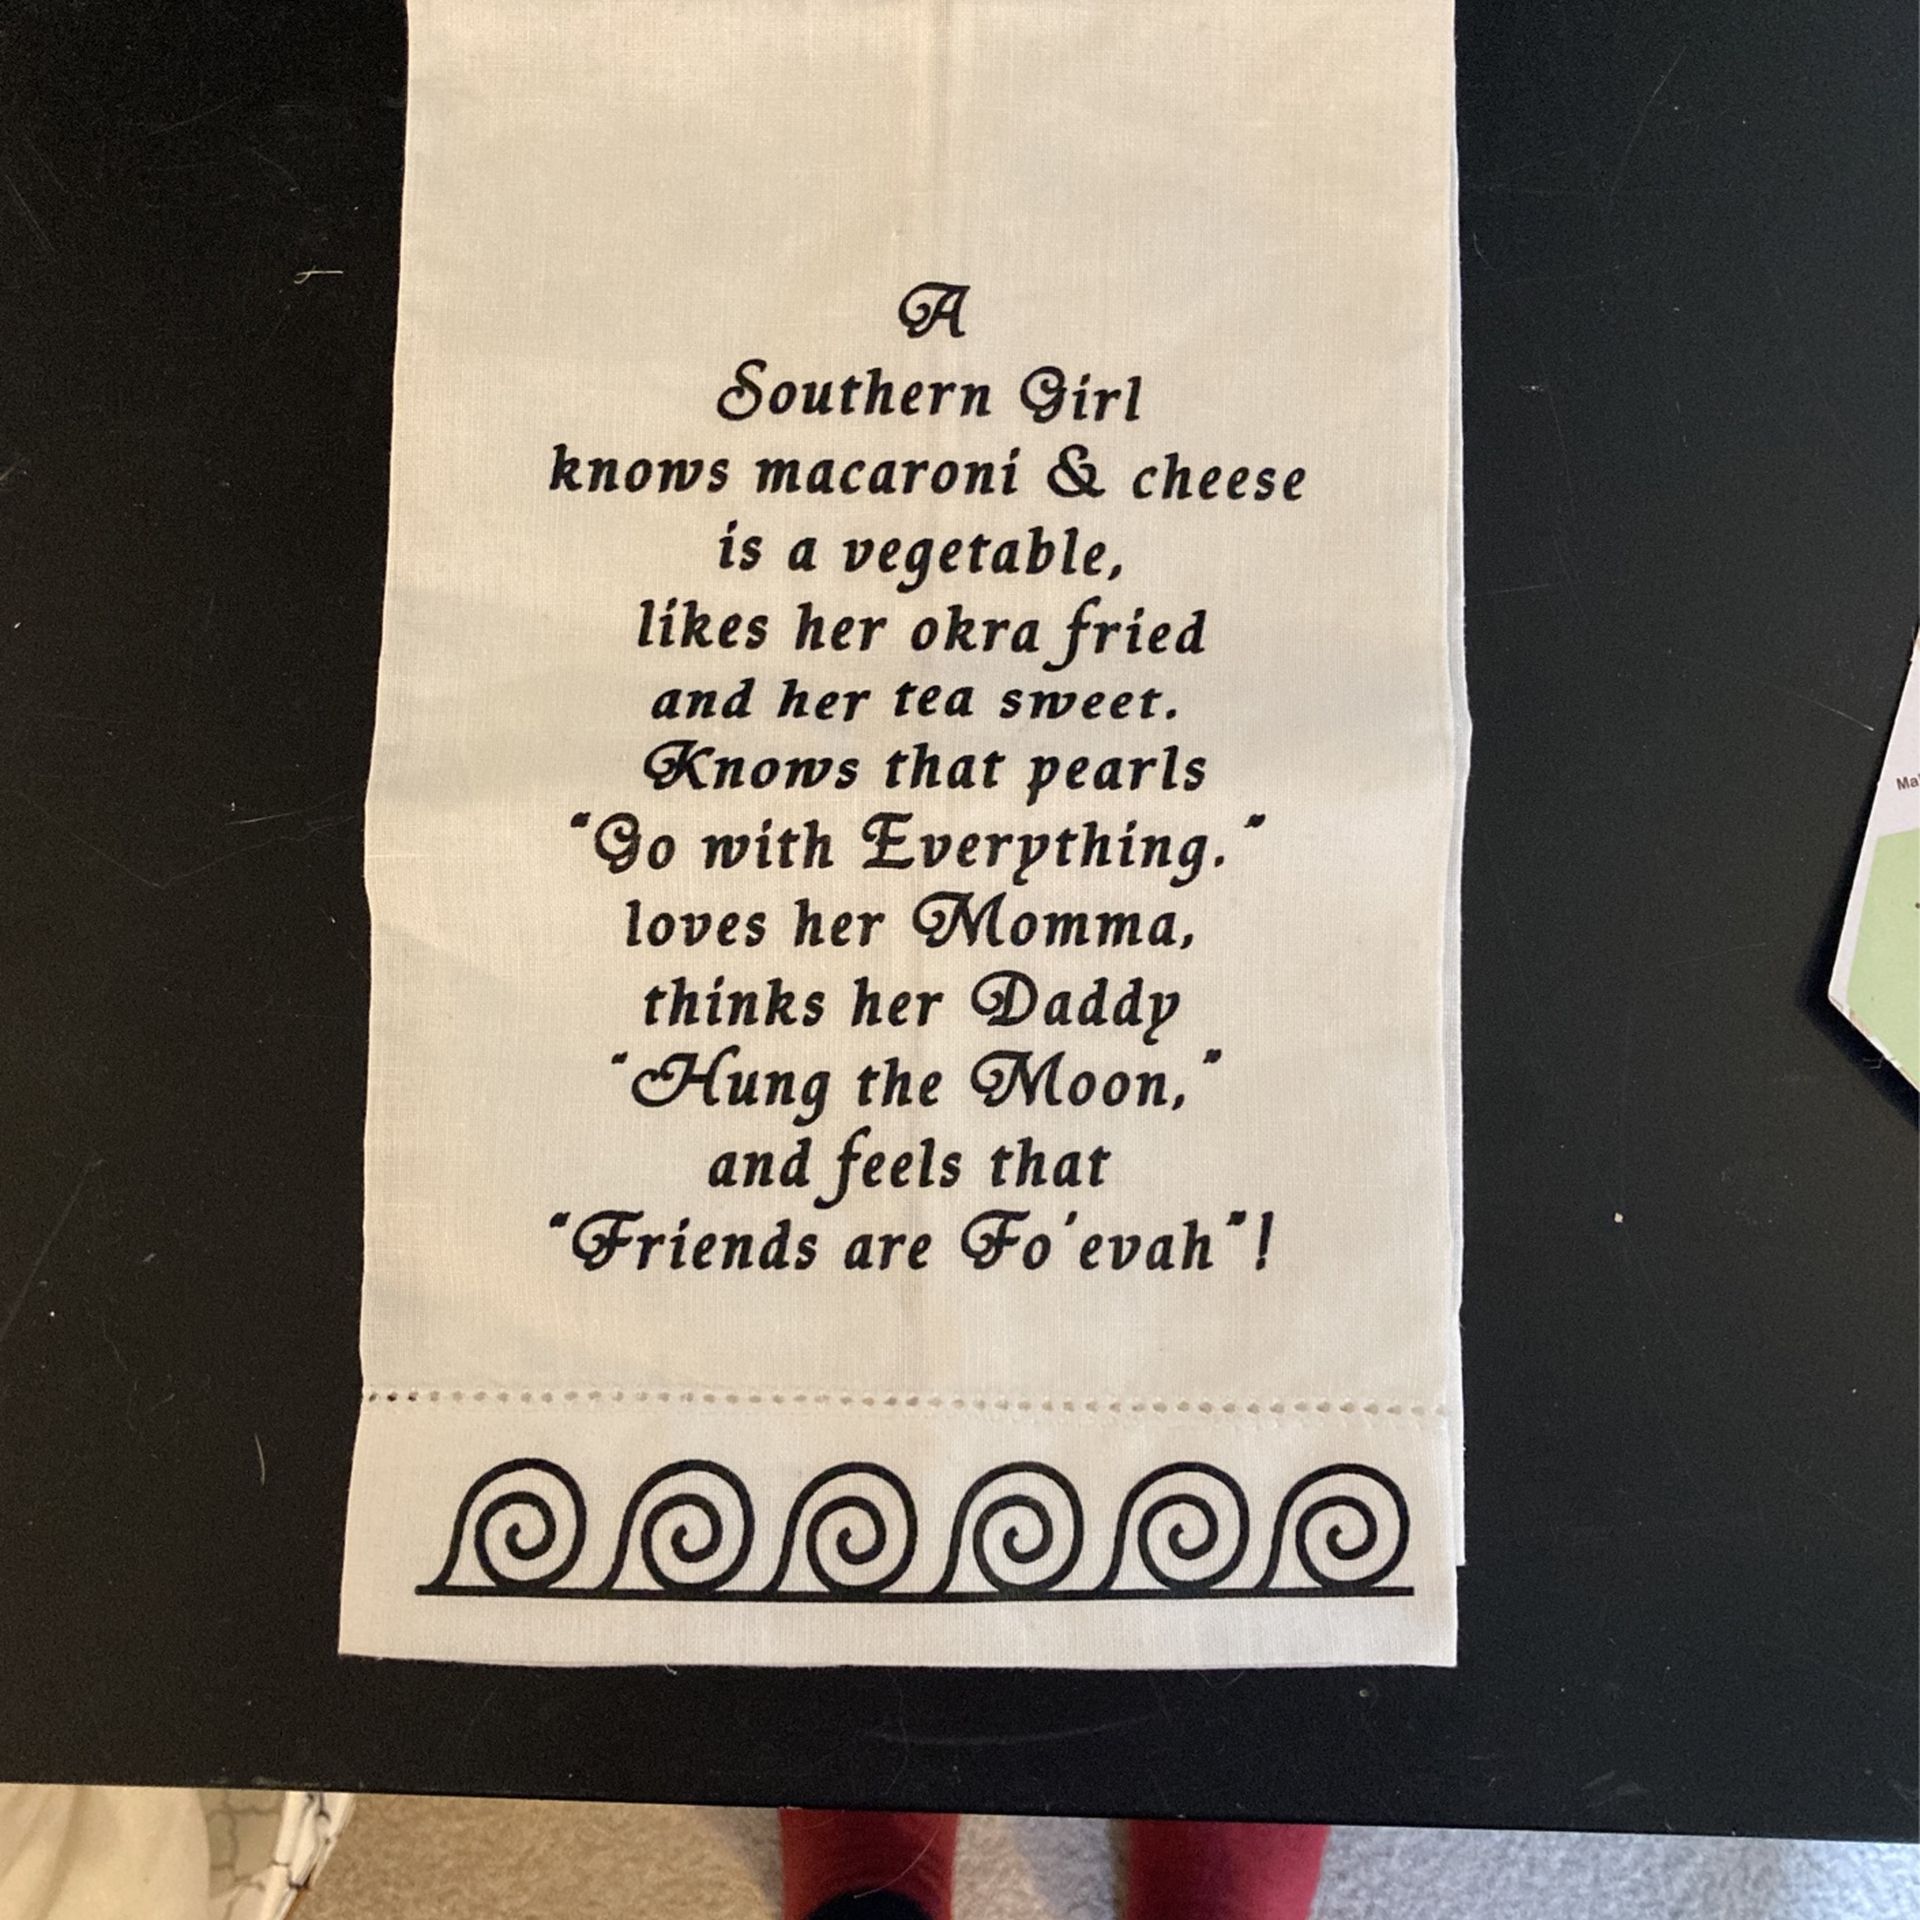 A
Southern Girl
knows macaroni & cheese
is a vegetable,
likes her okra fried
and her tea sweet.
Knows that pearls
"Go with Everything."
loves her Momma,
thinks her Daddy
"Hung the Moon,"
and feels that
"Friends are Fo'evah"!